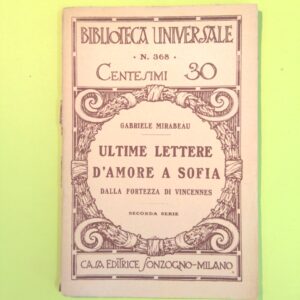 BIBLIOTECA UNIVERSALE
• N. 368 •
CENTESIMI 30
GABRIELE MIRABEAU
ULTIME LETTERE
D'AMORE A SOFIA
DALLA FORTEZZA DI VINCENNES
SECONDA SERIE
CASA EDITRICE SONZOGNO-MILANO